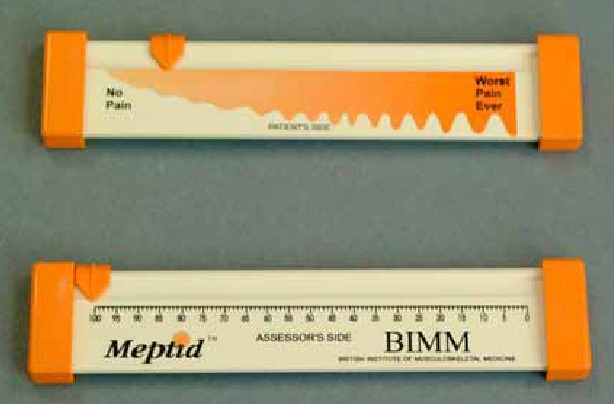 No
Pain
Worst
Pain
Ever
PATIENT'S SIDE
100 95 90 85 80 75 70 65 60 55 50 45 40 35 30 25 20 15 10 5 0
Meptid™
ASSESSOR'S SIDE
BIMM
BRITISH INSTITUTE OF MUSCULOSKELETAL MEDICINE